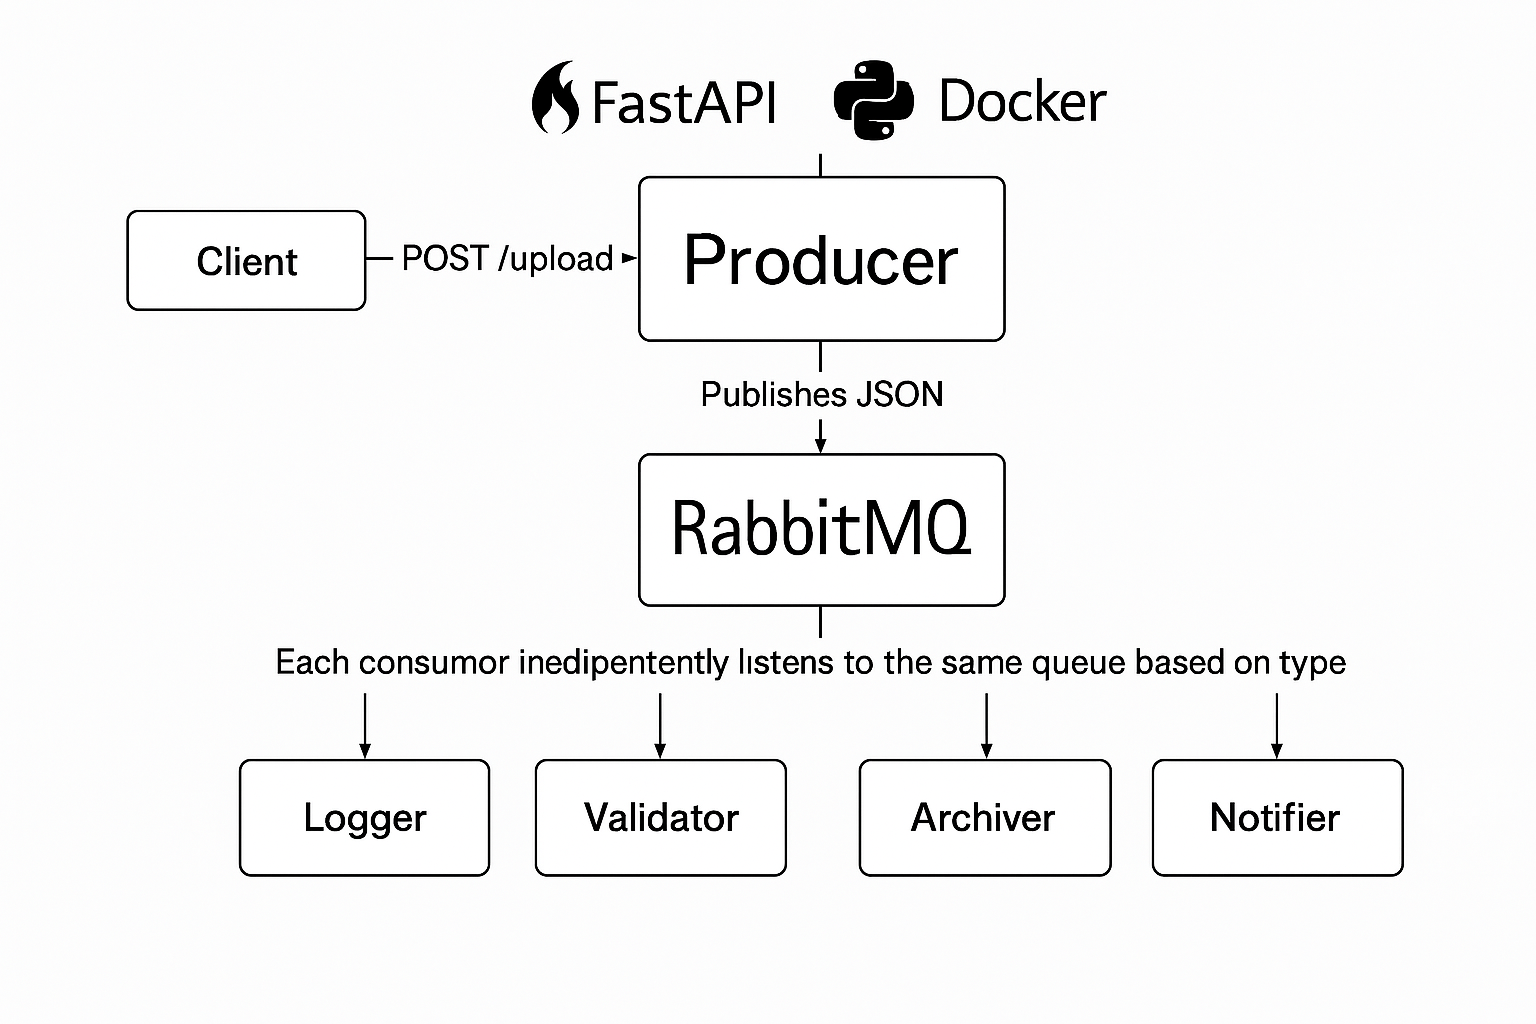 FastAPI Docker
Client
POST /upload
Producer
Publishes JSON
RabbitMQ
Each consumor inedipentently lıstens to the same queue based on type
Logger
Validator
Archiver
Notifier